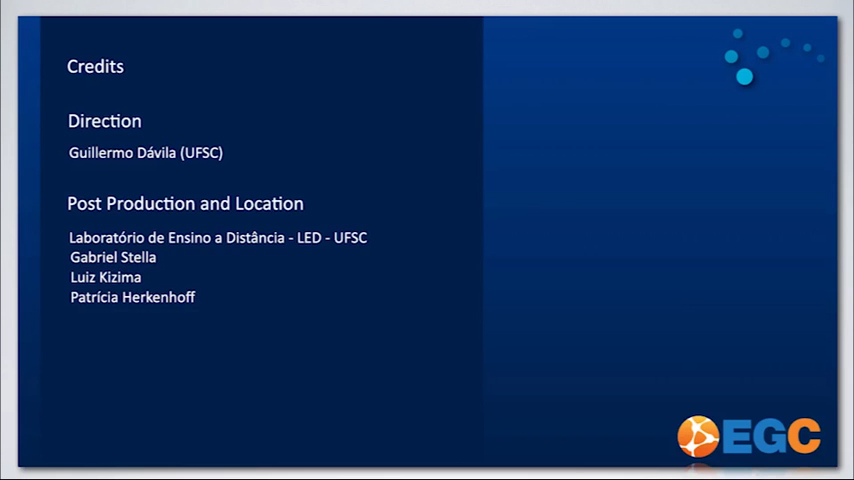 Credits
Direction
Guillermo Dávila (UFSC)
Post Production and Location
Laboratório de Ensino a Distância - LED - UFSC
Gabriel Stella
Luiz Kizima
Patrícia Herkenhoff
EGC